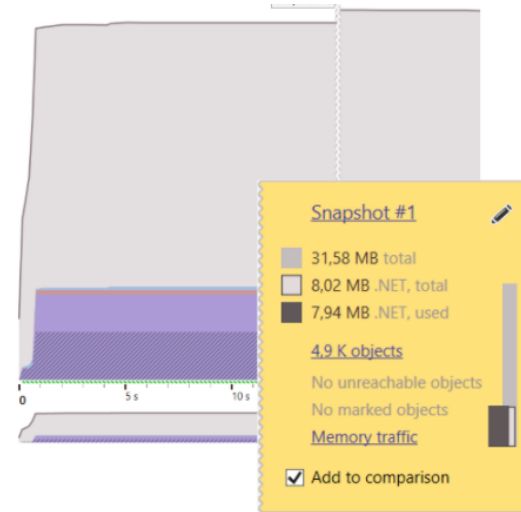 Snapshot #1
31,58 MB total
8,02 MB .NET, total
7,94 MB .NET, used
4,9 K objects
No unreachable objects
No marked objects
Memory traffic
Add to comparison
0
5 s
10 s